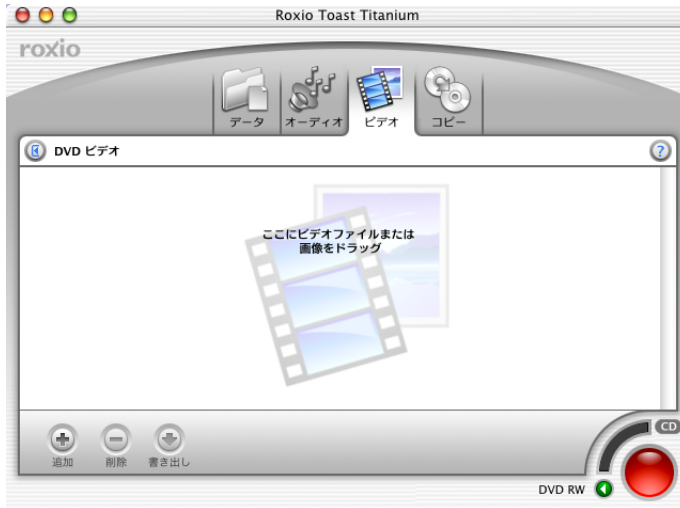 Roxio Toast Titanium
roxio
データ
オーディオ
ビデオ
コピー
DVD ビデオ
?
ここにビデオファイルまたは
画像をドラッグ
追加
削除
書き出し
CD
DVD RW